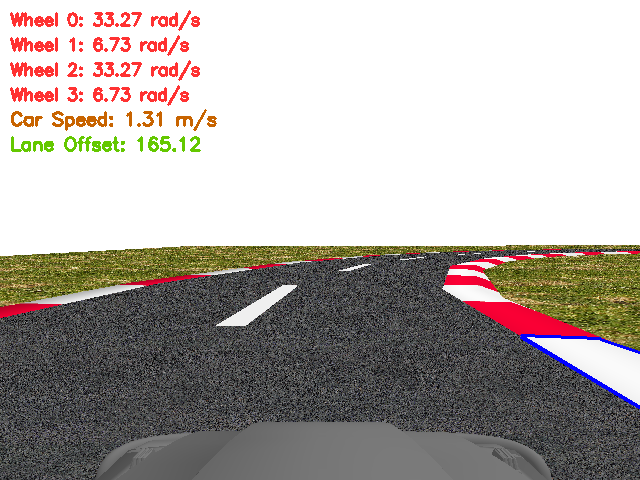 Wheel 0: 33.27 rad/s
Wheel 1: 6.73 rad/s
Wheel 2: 33.27 rad/s
Wheel 3: 6.73 rad/s
Car Speed: 1.31 m/s
Lane Offset: 165.12